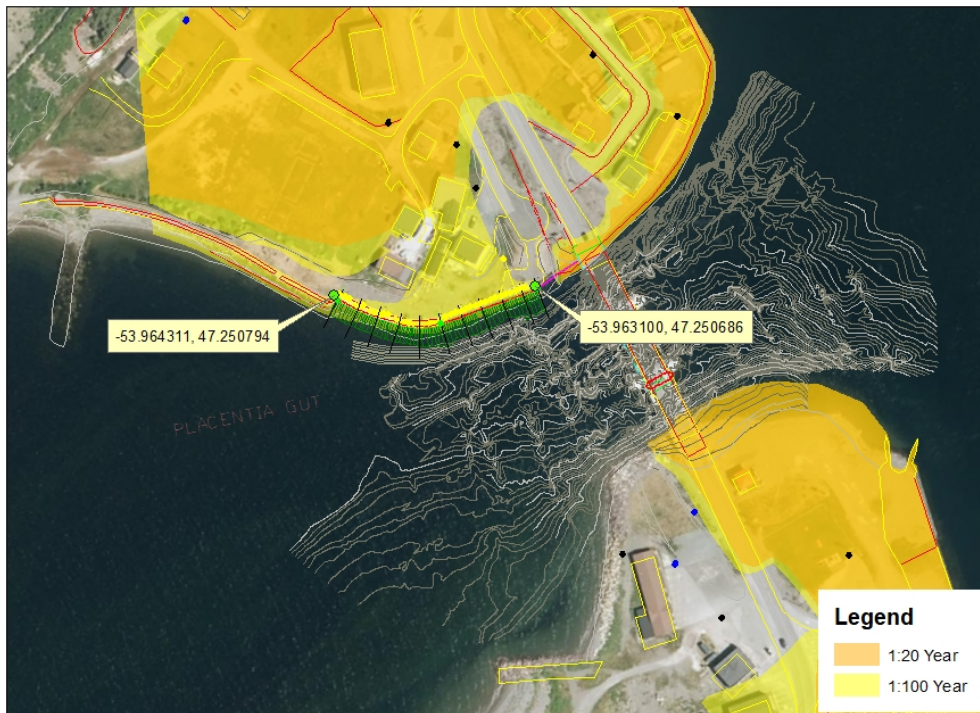 -53.964311, 47.250794
-53.963100, 47.250686
PLACENTIA GUT
Legend
1:20 Year
1:100 Year